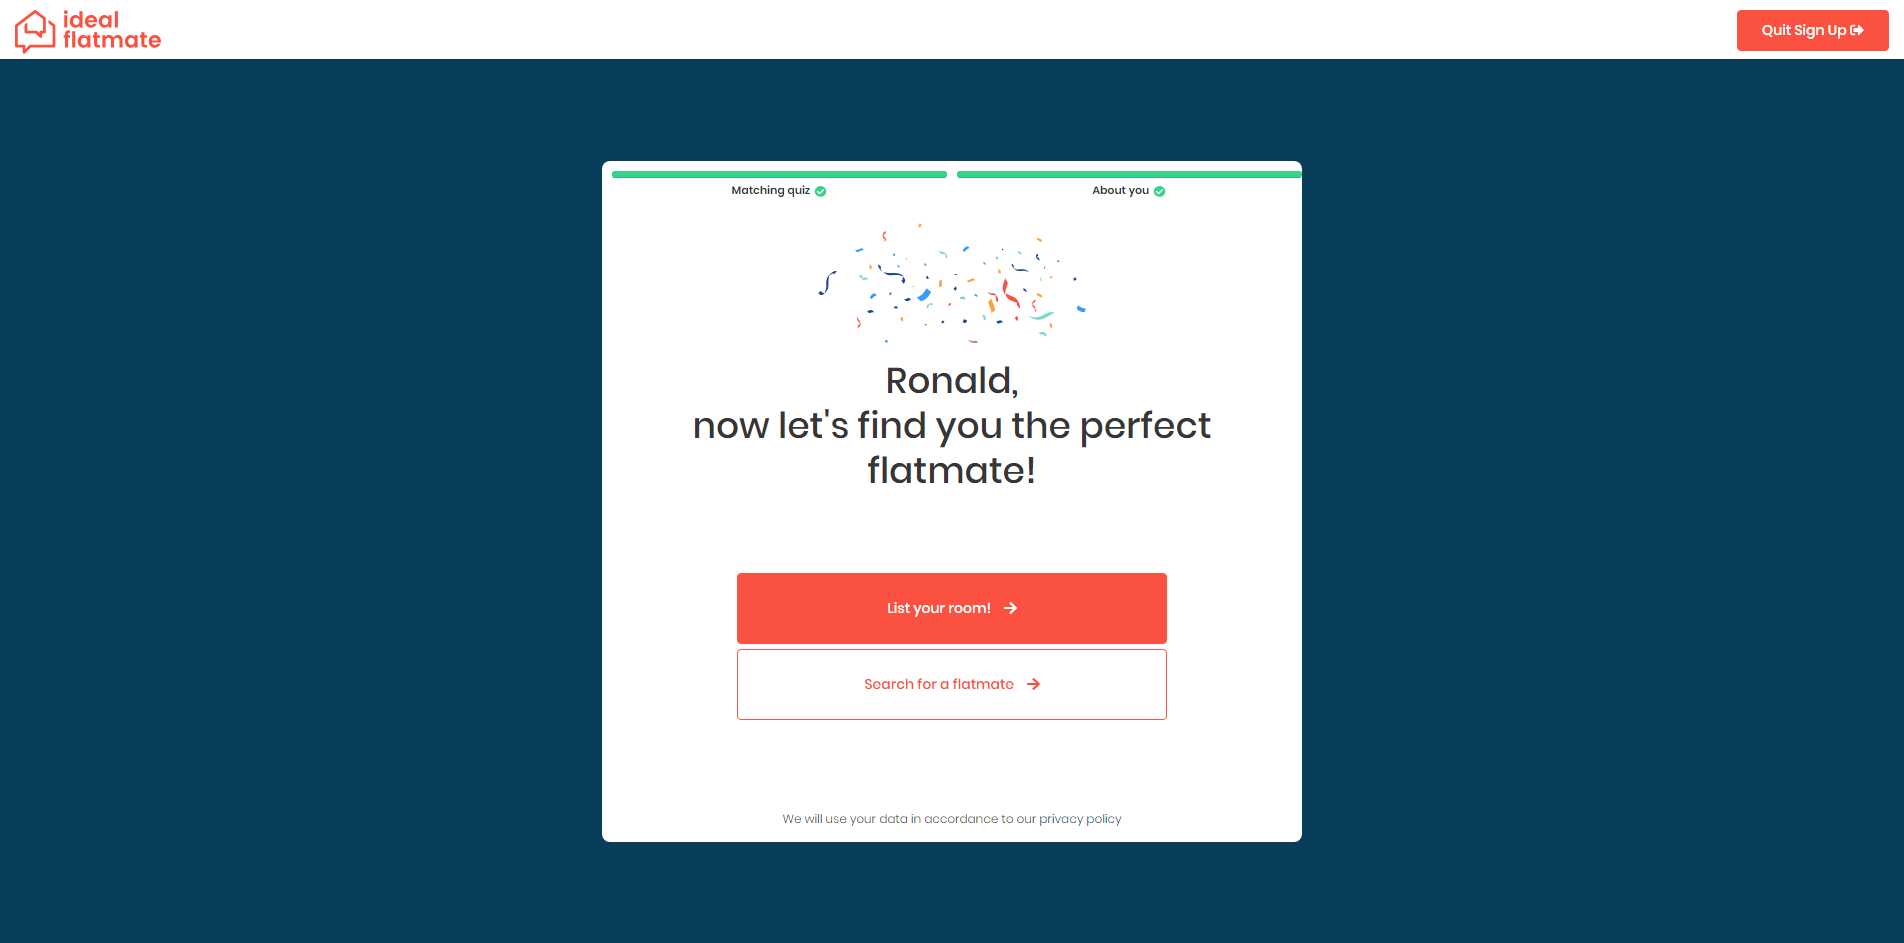 ideal
flatmate
Quit Sign Up
Matching quiz
About you
Ronald,
now let's find you the perfect
flatmate!
List your room!
Search for a flatmate
We will use your data in accordance to our privacy policy